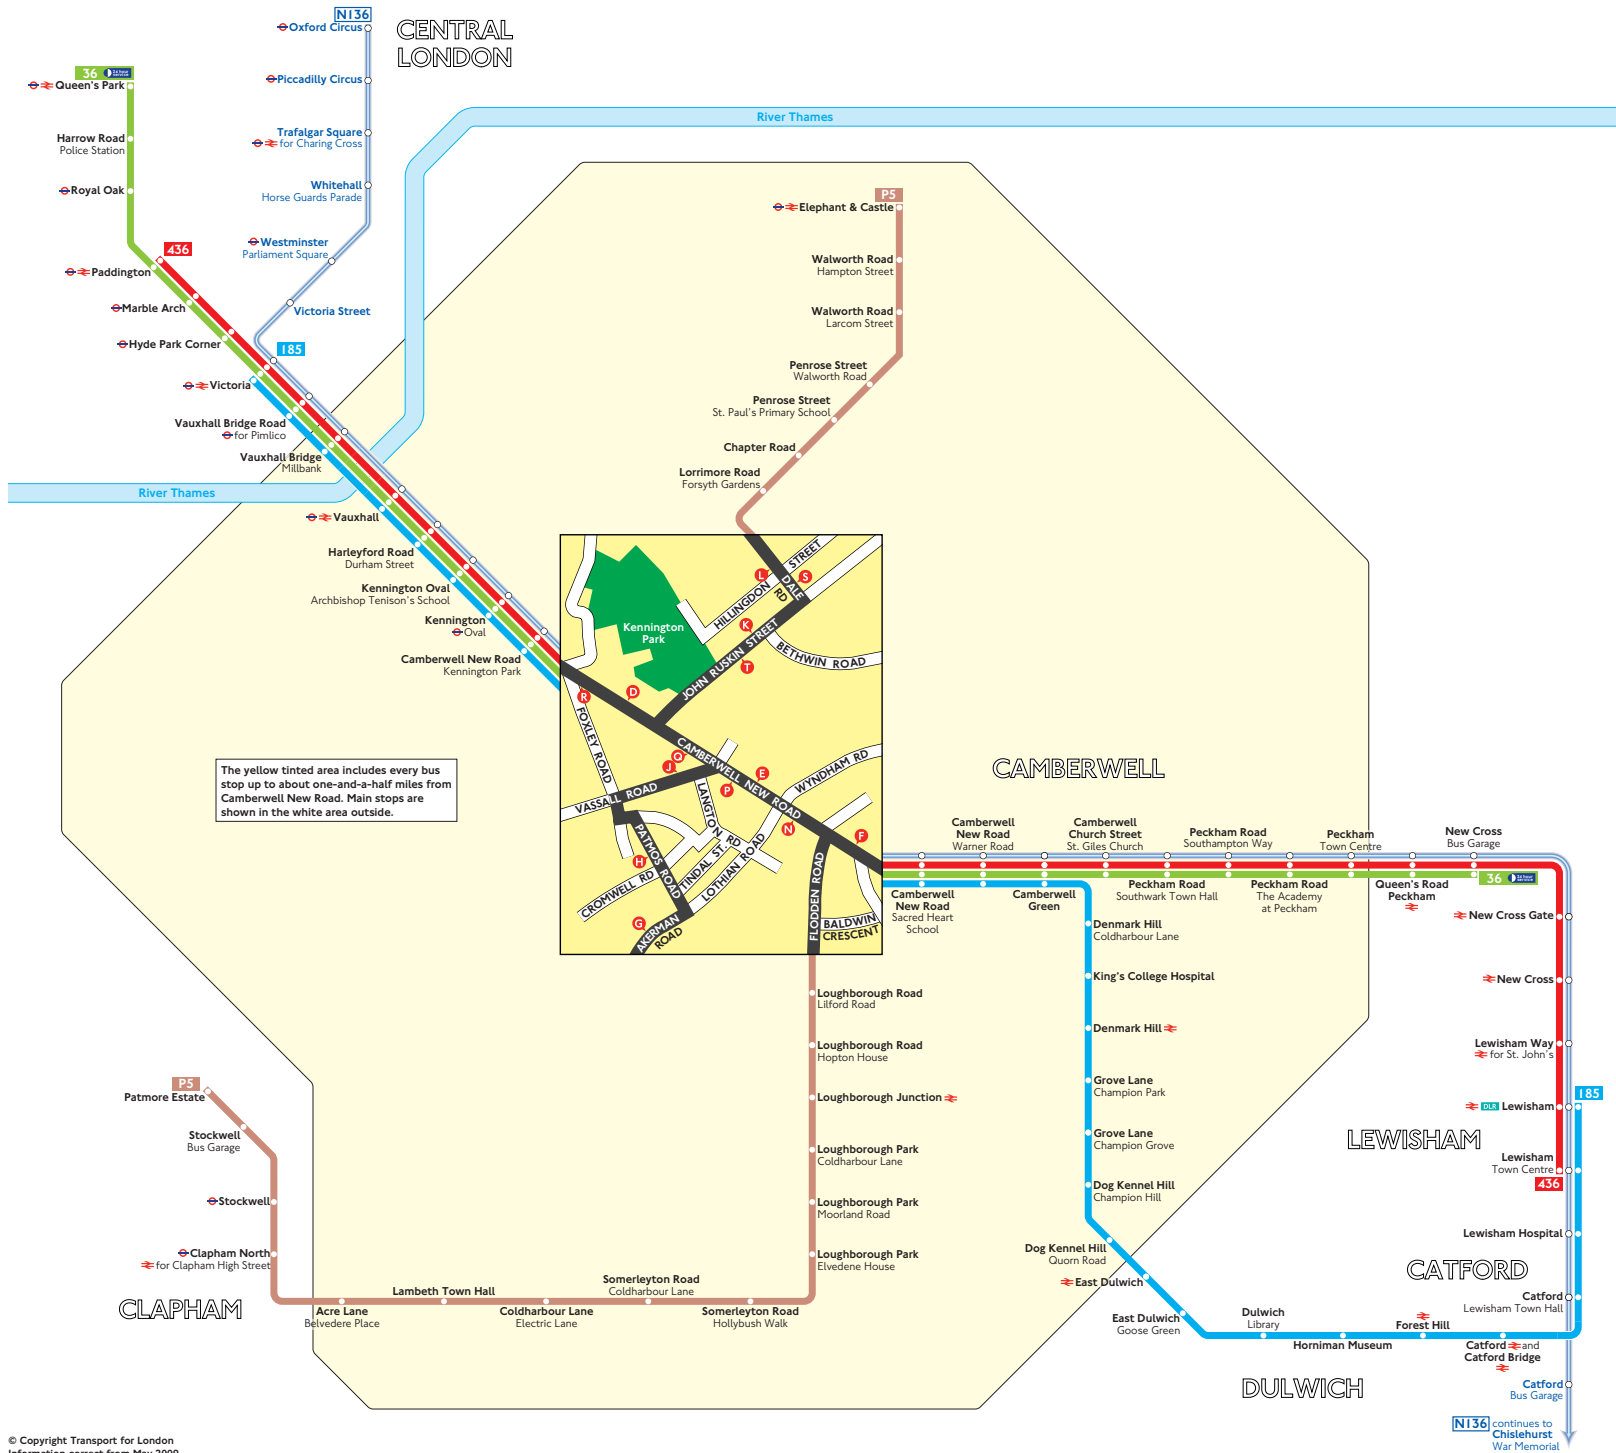 N136
Oxford Circus
CENTRAL
LONDON
36
24 hour
service
Queen's Park
Piccadilly Circus
Harrow Road
Police Station
Trafalgar Square
for Charing Cross
River Thames
Royal Oak
Whitehall
Horse Guards Parade
P5
Elephant & Castle
436
Westminster
Parliament Square
Paddington
Walworth Road
Hampton Street
Marble Arch
Victoria Street
Walworth Road
Larcom Street
Hyde Park Corner
185
Victoria
Penrose Street
Walworth Road
Penrose Street
St. Paul's Primary School
Vauxhall Bridge Road
for Pimlico
Vauxhall Bridge
Millbank
Chapter Road
Lorrimore Road
Forsyth Gardens
River Thames
Vauxhall
Harleyford Road
Durham Street
Kennington Oval
Archbishop Tenison's School
Kennington
Oval
Camberwell New Road
Kennington Park
HILLINGDON STREET
DALE
RD
L
S
K
T
Kennington
Park
JOHN RUSKIN STREET
BETHWIN ROAD
R
D
FOXLEY ROAD
CAMBERWELL NEW ROAD
Q
J
E
P
N
F
WYNDHAM RD
VASSALL ROAD
LANGTON
PATMOS ROAD
TINDAL ST. RD
LOTHIAN ROAD
H
CROMWELL RD
G
AKERMAN
ROAD
FLODDEN ROAD
BALDWIN
CRESCENT
The yellow tinted area includes every bus
stop up to about one-and-a-half miles from
Camberwell New Road. Main stops are
shown in the white area outside.
CAMBERWELL
Camberwell
New Road
Warner Road
Camberwell
Church Street
St. Giles Church
Peckham Road
Southampton Way
Peckham
Town Centre
New Cross
Bus Garage
36
24 hour
service
Camberwell
New Road
Sacred Heart
School
Camberwell
Green
Peckham Road
Southwark Town Hall
Peckham Road
The Academy
at Peckham
Queen's Road
Peckham
New Cross Gate
Denmark Hill
Coldharbour Lane
King's College Hospital
New Cross
Denmark Hill
Lewisham Way
for St. John's
Grove Lane
Champion Park
185
DLR
Lewisham
Grove Lane
Champion Grove
LEWISHAM
Lewisham
Town Centre
436
Dog Kennel Hill
Champion Hill
Lewisham Hospital
Dog Kennel Hill
Quorn Road
CATFORD
East Dulwich
Catford
Lewisham Town Hall
East Dulwich
Goose Green
Dulwich
Library
Forest Hill
Horniman Museum
Catford and
Catford Bridge
DULWICH
Catford
Bus Garage
N136 continues to
Chislehurst
War Memorial
Loughborough Road
Lilford Road
Loughborough Road
Hopton House
Loughborough Junction
Loughborough Park
Coldharbour Lane
Loughborough Park
Moorland Road
Loughborough Park
Elvedene House
P5
Patmore Estate
Stockwell
Bus Garage
Stockwell
Clapham North
for Clapham High Street
CLAPHAM
Acre Lane
Belvedere Place
Lambeth Town Hall
Coldharbour Lane
Electric Lane
Somerleyton Road
Coldharbour Lane
Somerleyton Road
Hollybush Walk
© Copyright Transport for London
Information correct from May 2009